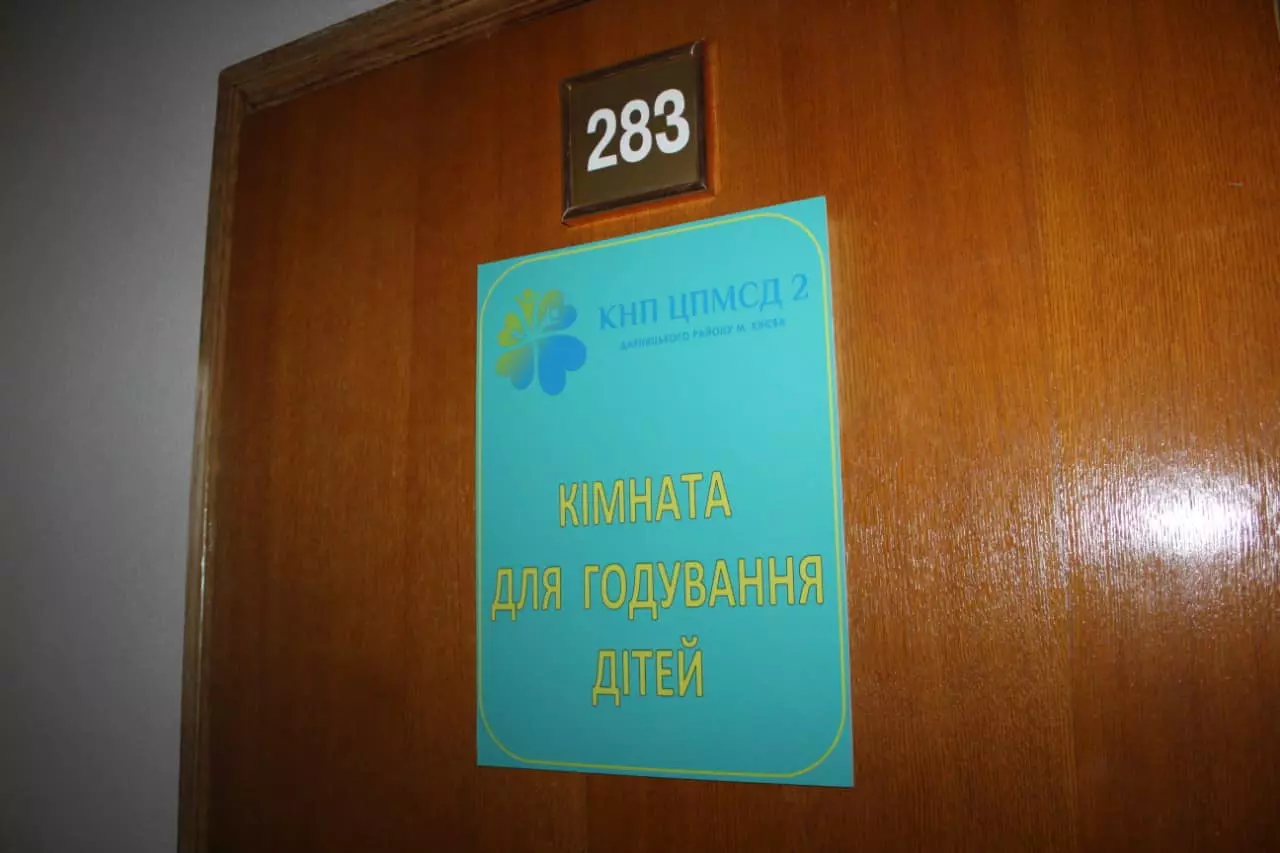 283
КНП ЦПМСД 2
ДАРНИЦЬКОГО РАЙОНУ М. КИЄВА
КІМНАТА
ДЛЯ ГОДУВАННЯ
ДІТЕЙ